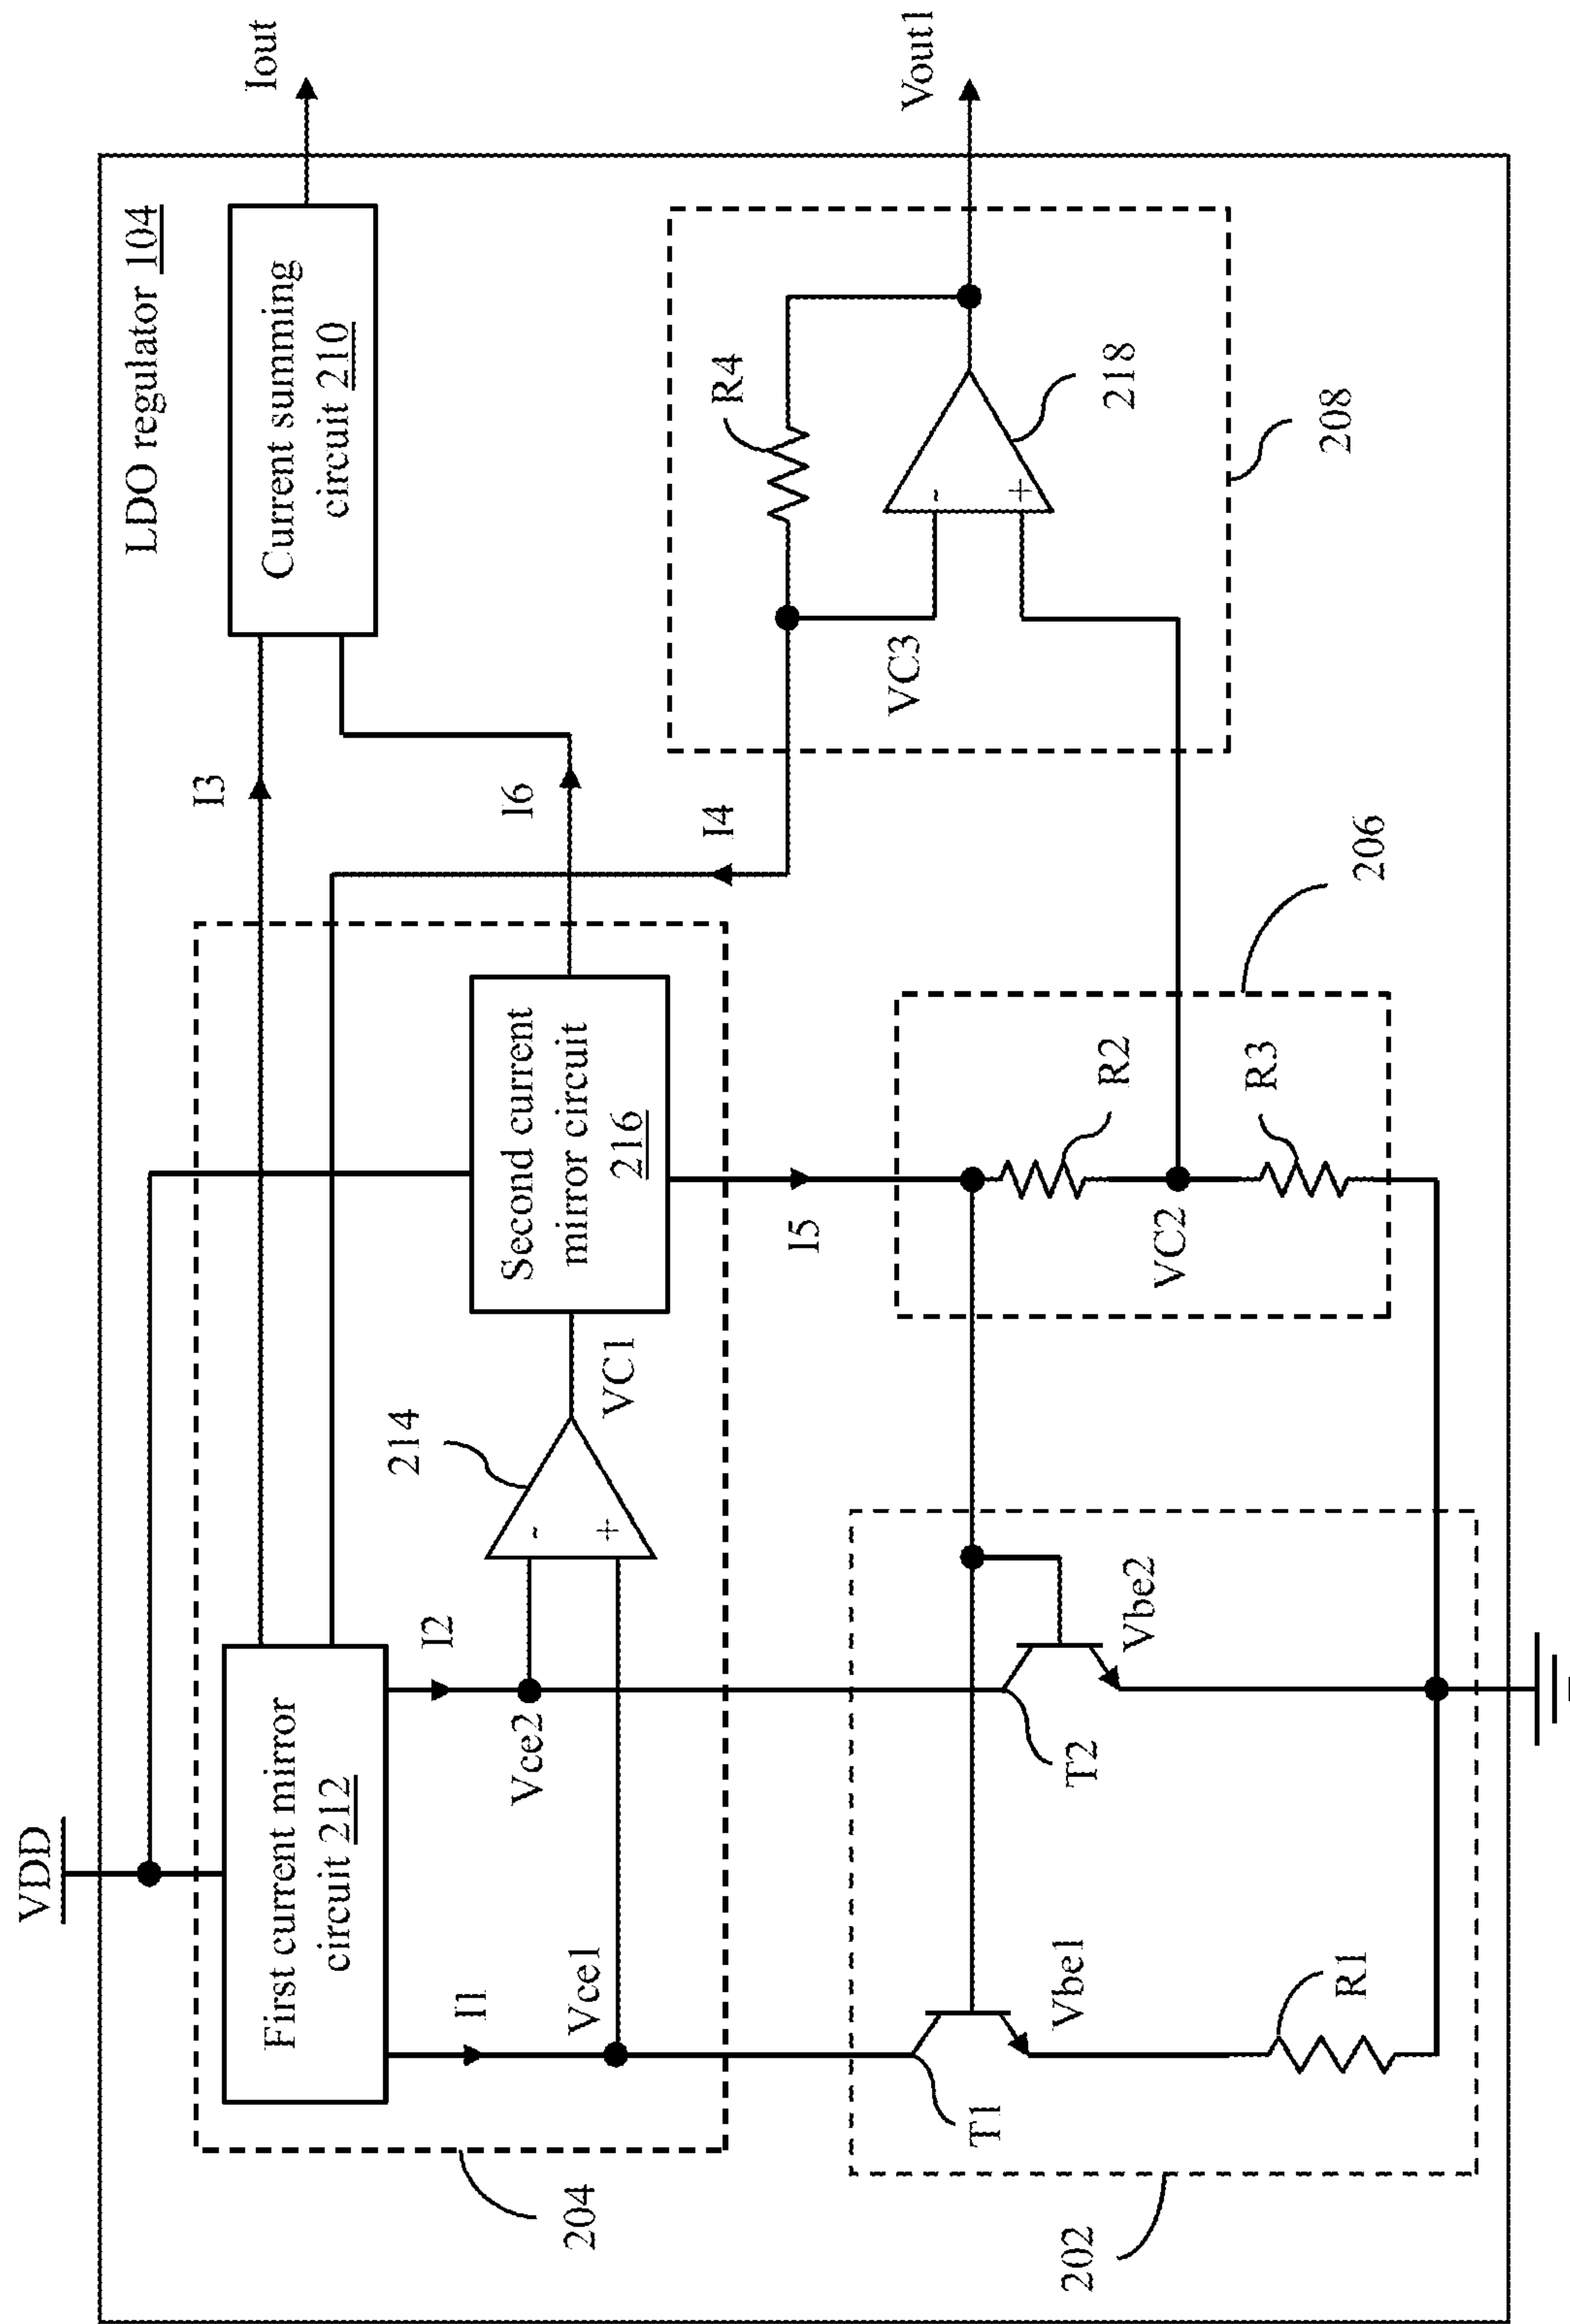 VDD
LDO regulator 104
Iout
First current mirror
circuit 212
I3
Current summing
circuit 210
I1
I2
214
Second current
mirror circuit
216
I6
I4
Vce1
Vce2
-
+
VC1
204
I5
R4
Vout1
VC3
-
+
218
208
206
T1
Vbe1
T2
Vbe2
R2
VC2
R3
R1
202